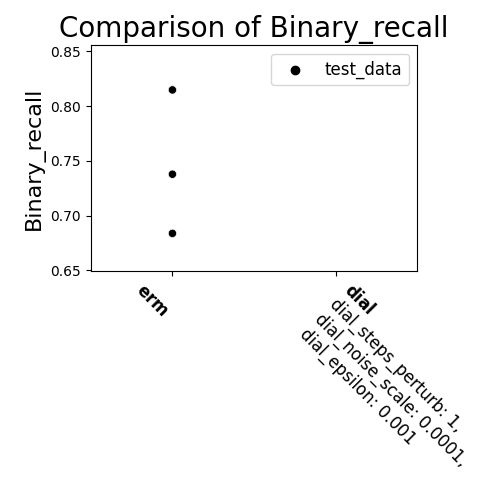 Comparison of Binary_recall
test_data
Binary_recall
0.85
0.80
0.75
0.70
0.65
erm
dial
dial_steps_perturb: 1,
dial_noise_scale: 0.0001,
dial_epsilon: 0.001